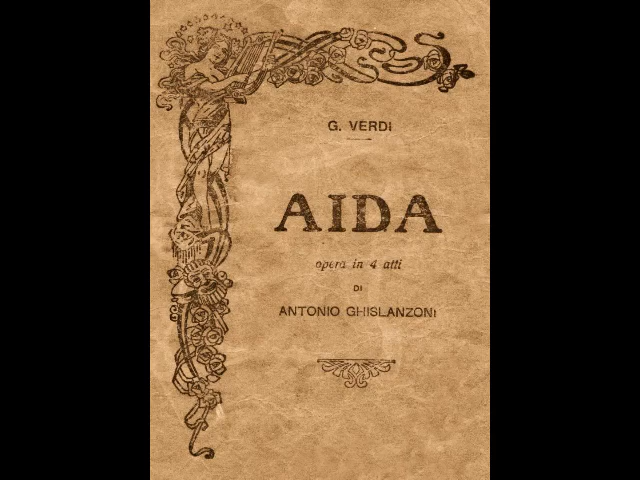 G. VERDI
AIDA
opera in 4 atti
DI
ANTONIO GHISLANZONI